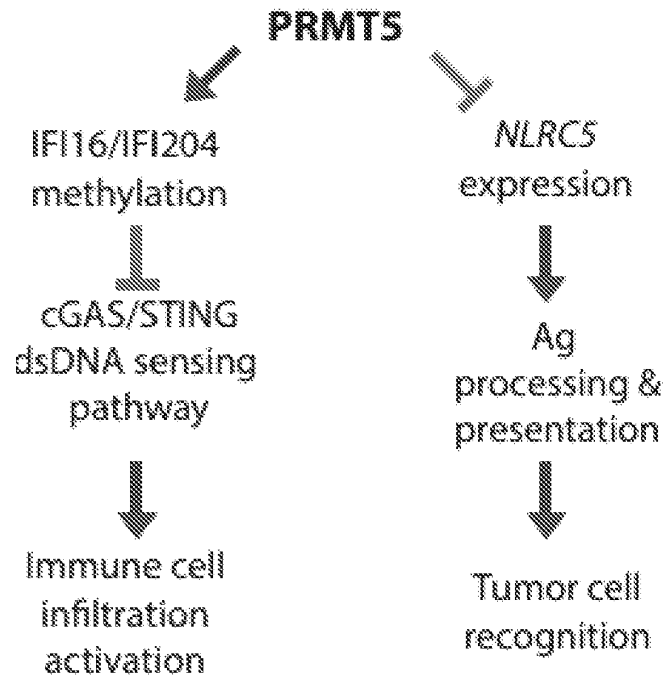 PRMT5
IFI16/IFI204
methylation
cGAS/STING
dsDNA sensing
pathway
Immune cell
infiltration
activation
NLRC5
expression
Ag
processing &
presentation
Tumor cell
recognition